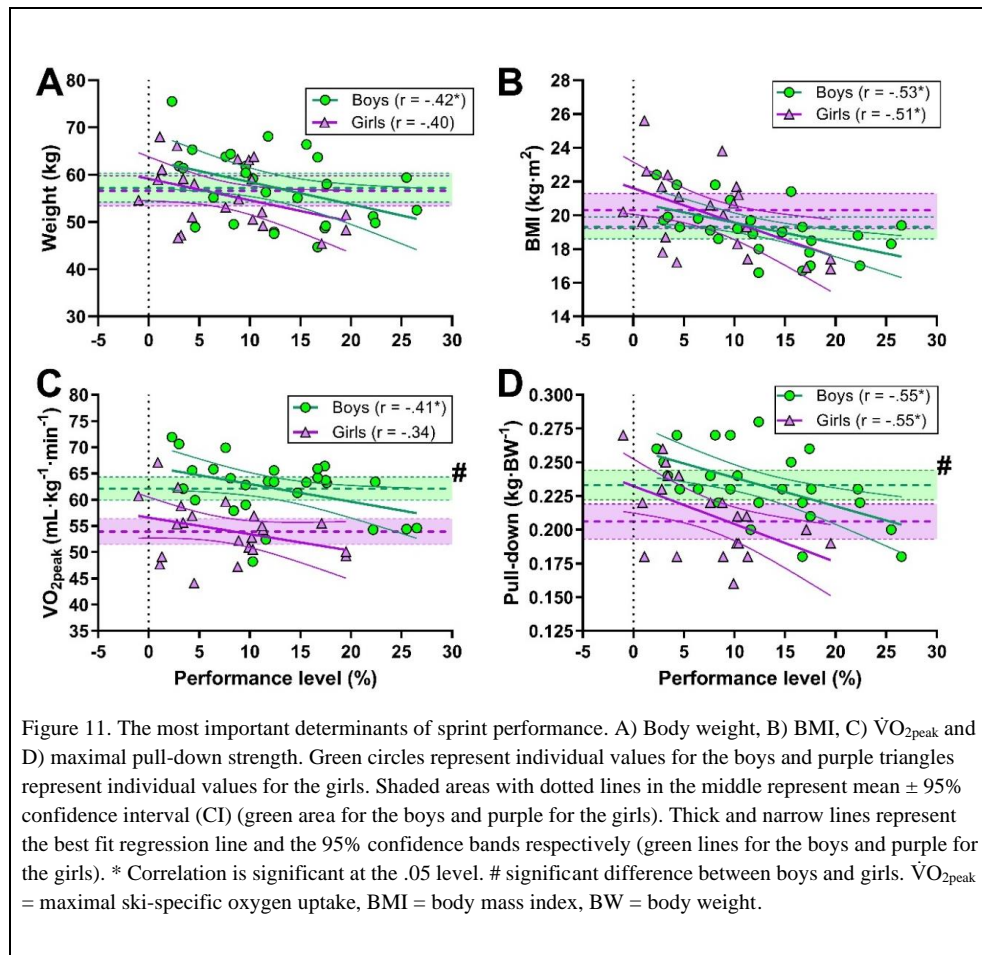 A
80
70
60
50
40
30
Weight (kg)
Boys (r = -.42*)
Girls (r = -.40)
-5 0 5 10 15 20 25 30
B
28
26
24
22
20
18
16
14
BMI (kg·m²)
Boys (r = -.53*)
Girls (r = -.51*)
-5 0 5 10 15 20 25 30
C
80
75
70
65
60
55
50
45
40
35
VO2peak (mL·kg-1·min-1)
Boys (r = -.41*)
Girls (r = -.34)
#
-5 0 5 10 15 20 25 30
Performance level (%)
D
0.300
0.275
0.250
0.225
0.200
0.175
0.150
0.125
Pull-down (kg·BW-1)
Boys (r = -.55*)
Girls (r = -.55*)
#
-5 0 5 10 15 20 25 30
Performance level (%)
Figure 11. The most important determinants of sprint performance. A) Body weight, B) BMI, C) V̇O2peak and
D) maximal pull-down strength. Green circles represent individual values for the boys and purple triangles
represent individual values for the girls. Shaded areas with dotted lines in the middle represent mean ± 95%
confidence interval (CI) (green area for the boys and purple for the girls). Thick and narrow lines represent
the best fit regression line and the 95% confidence bands respectively (green lines for the boys and purple for
the girls). * Correlation is significant at the .05 level. # significant difference between boys and girls. V̇O2peak
= maximal ski-specific oxygen uptake, BMI = body mass index, BW = body weight.